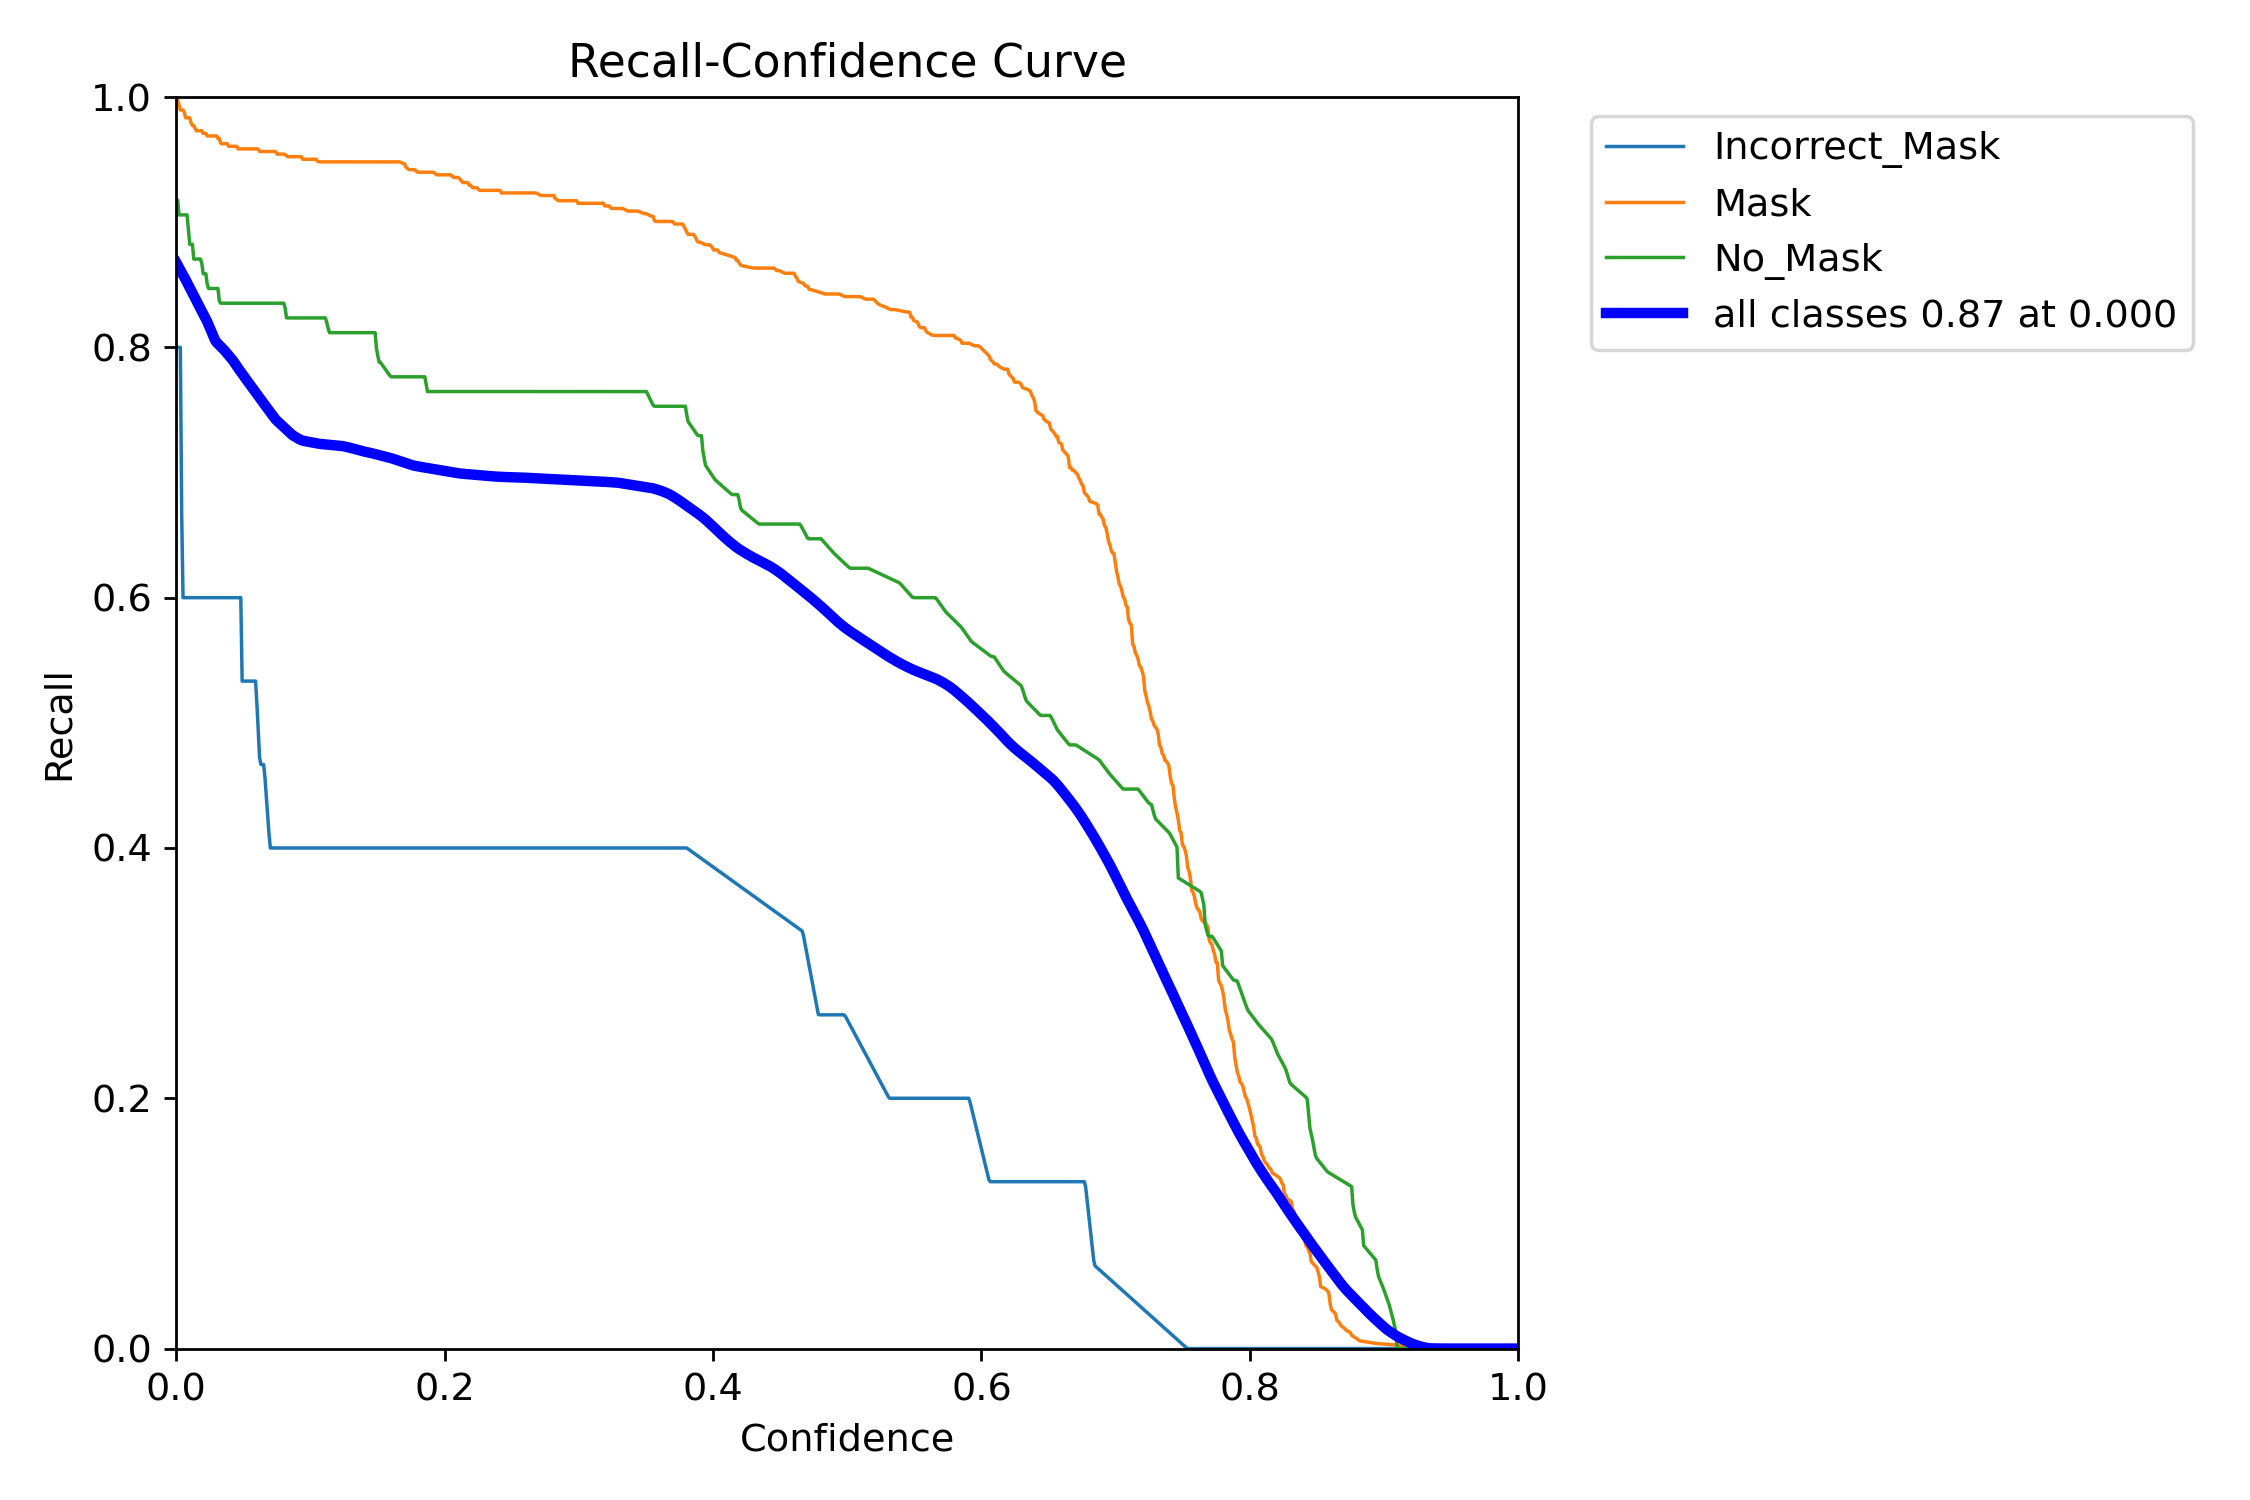 Recall-Confidence Curve
1.0
0.8
0.6
0.4
0.2
0.0
Recall
0.0 0.2 0.4 0.6 0.8 1.0
Confidence
Incorrect_Mask
Mask
No_Mask
all classes 0.87 at 0.000